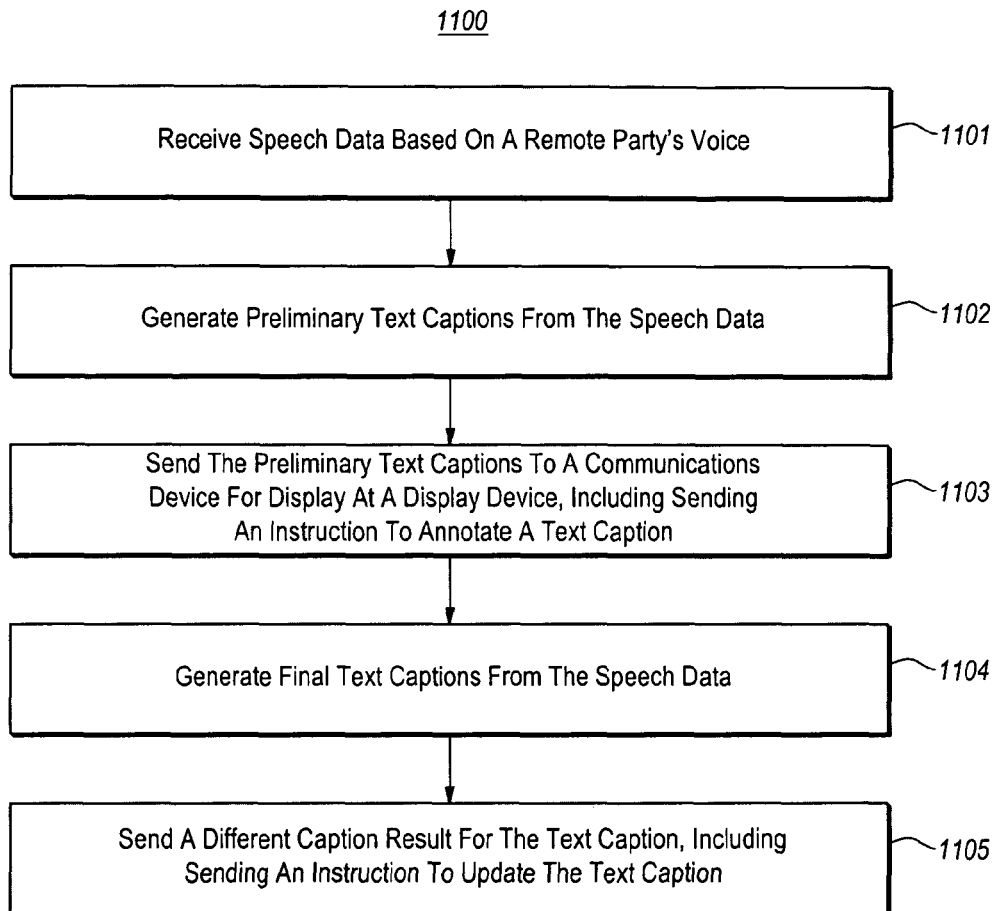 1100
Receive Speech Data Based On A Remote Party's Voice
1101
Generate Preliminary Text Captions From The Speech Data
1102
Send The Preliminary Text Captions To A Communications
Device For Display At A Display Device, Including Sending
An Instruction To Annotate A Text Caption
1103
Generate Final Text Captions From The Speech Data
1104
Send A Different Caption Result For The Text Caption, Including
Sending An Instruction To Update The Text Caption
1105